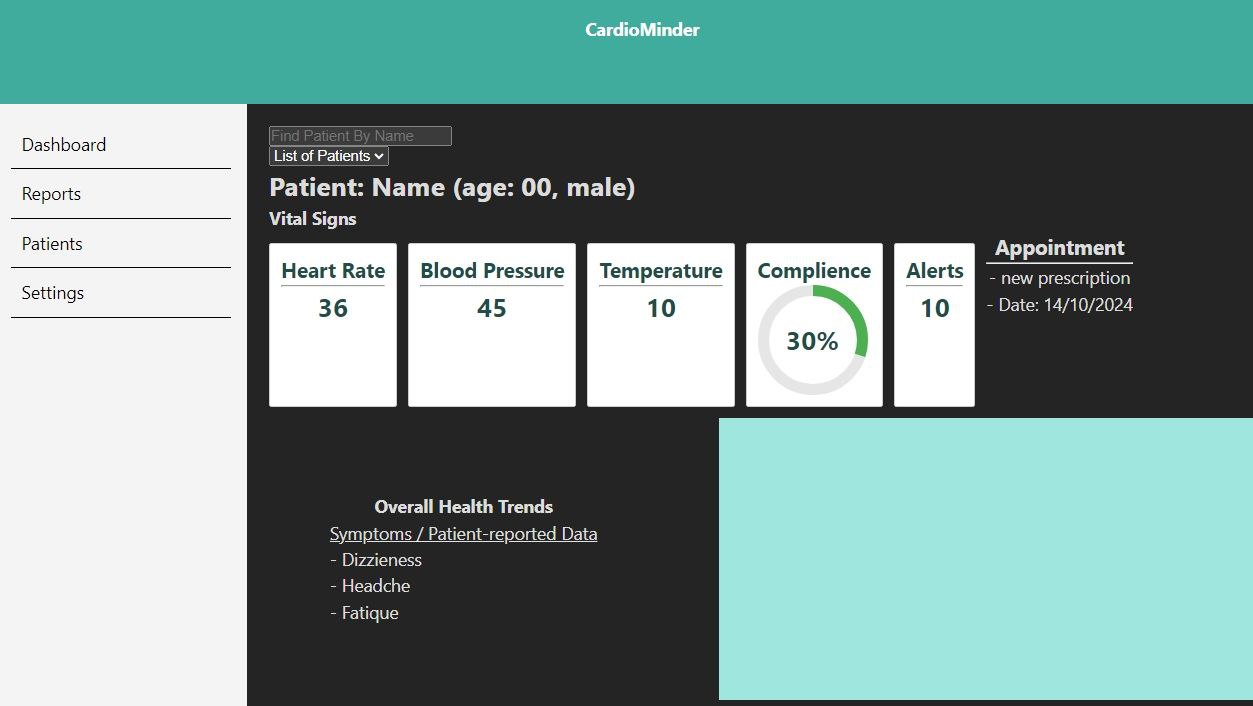 CardioMinder
Dashboard
Reports
Patients
Settings
Find Patient By Name
List of Patients
Patient: Name (age: 00, male)
Vital Signs
Heart Rate
36
Blood Pressure
45
Temperature
10
Complience
30%
Alerts
10
Appointment
- new prescription
- Date: 14/10/2024
Overall Health Trends
Symptoms / Patient-reported Data
- Dizzieness
- Headche
- Fatique